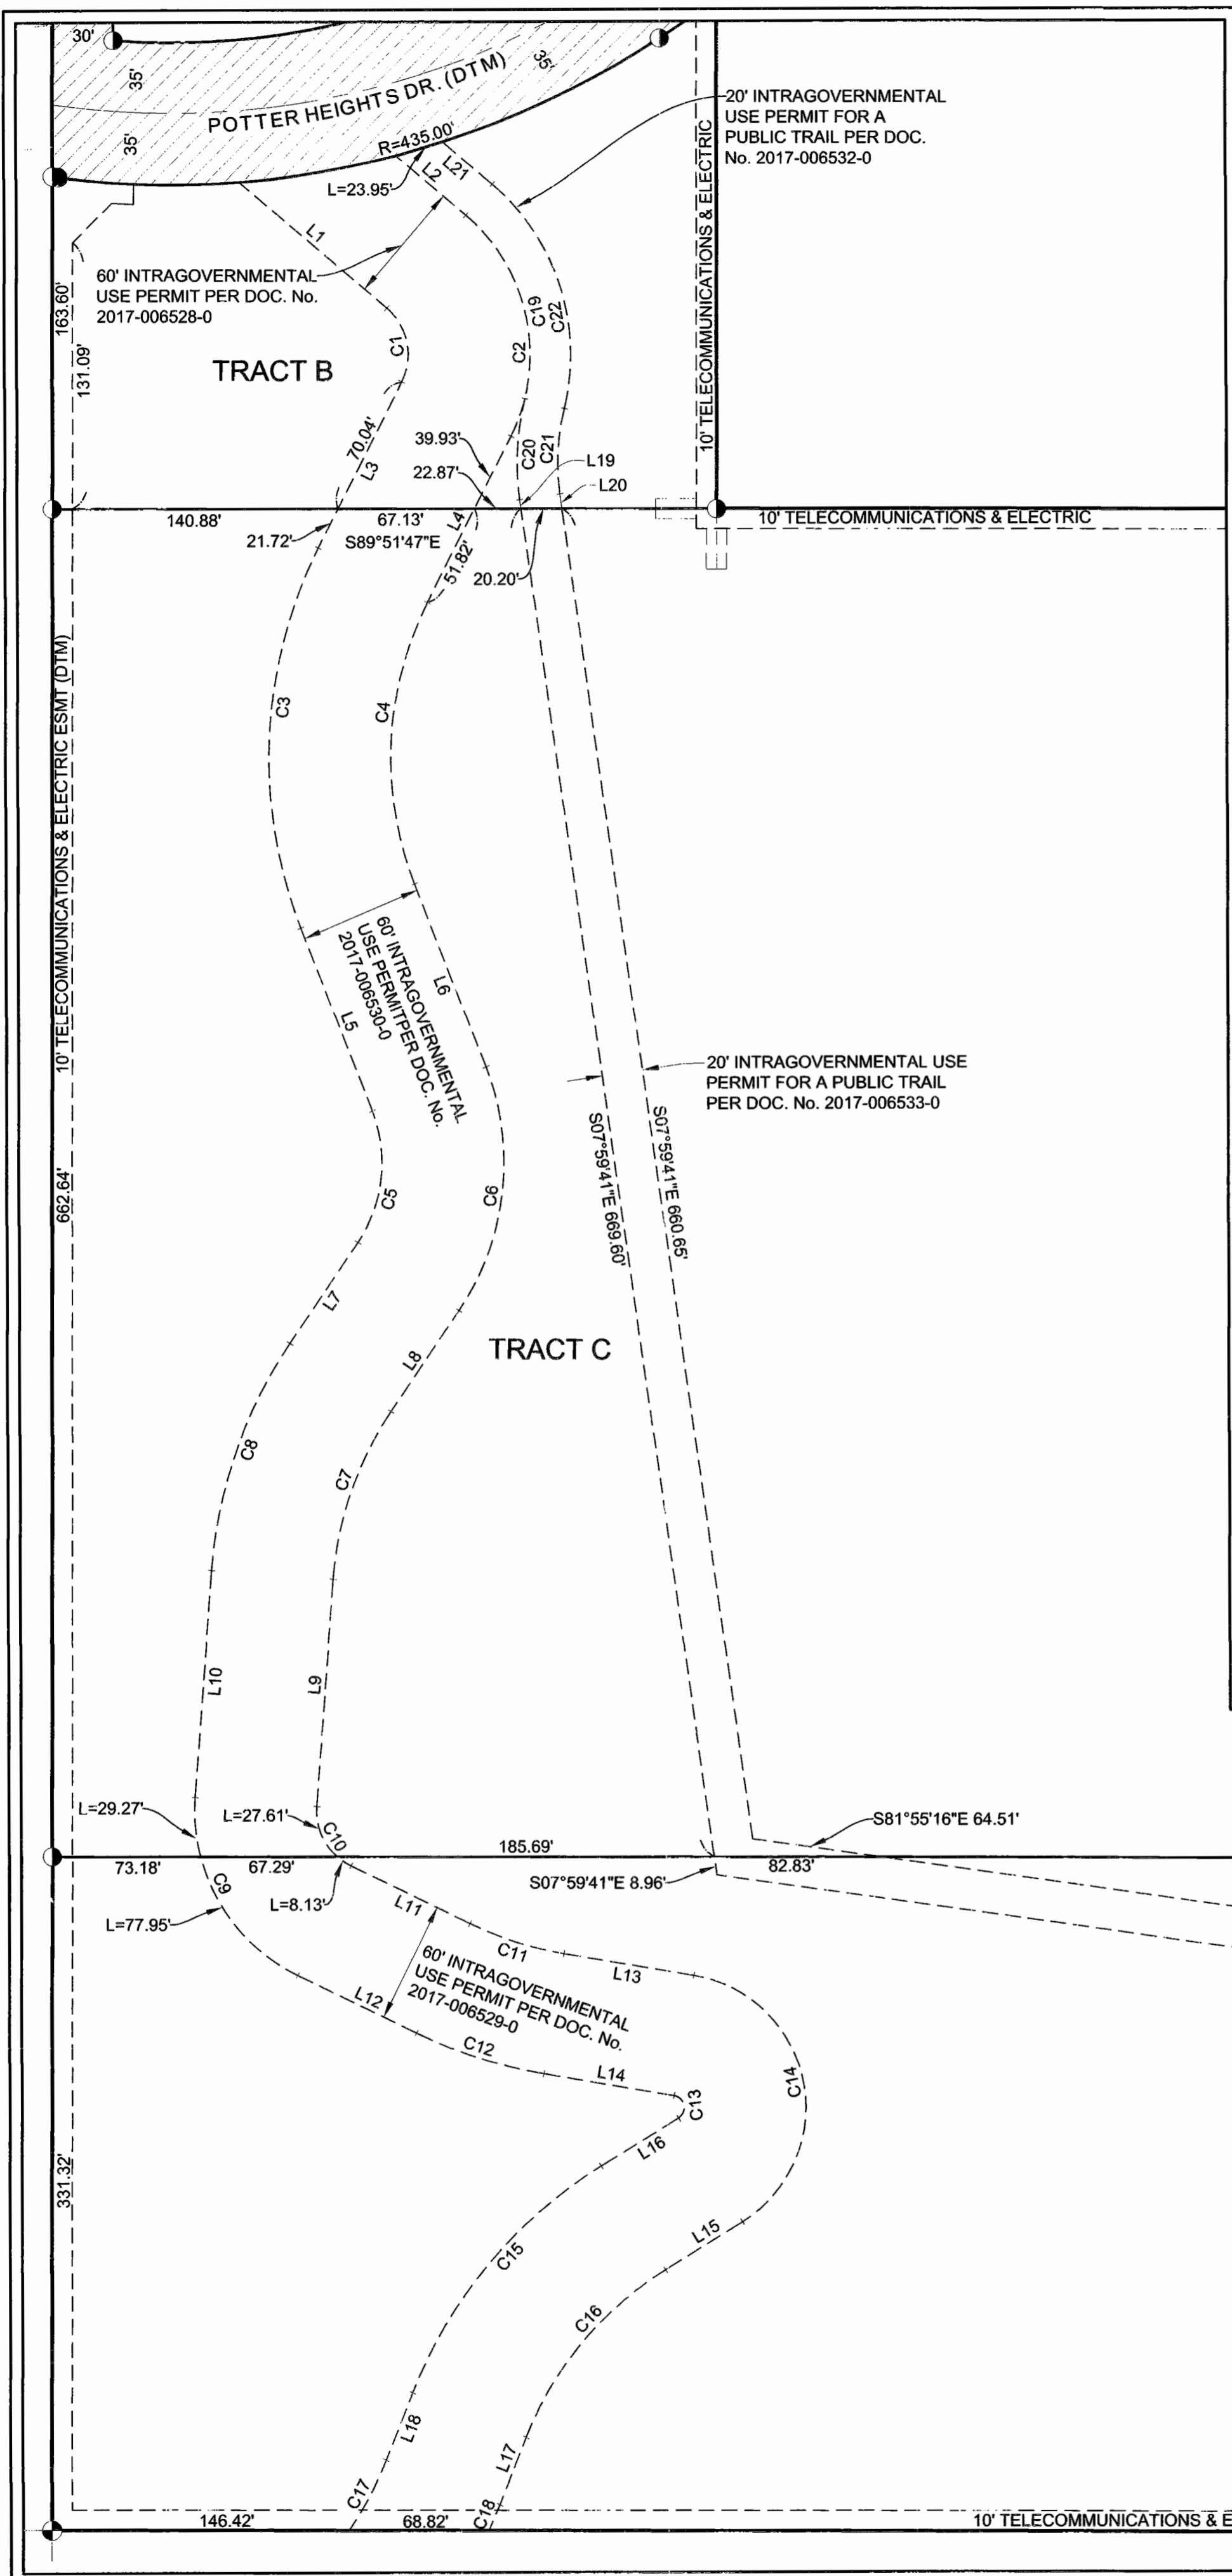 30'
35'
35'
35'
POTTER HEIGHTS DR. (DTM)
R=435.00'
L=23.95'
L2
L21
20' INTRAGOVERNMENTAL
USE PERMIT FOR A
PUBLIC TRAIL PER DOC.
No. 2017-006532-0
10' TELECOMMUNICATIONS & ELECTRIC
L1
60' INTRAGOVERNMENTAL
USE PERMIT PER DOC. No.
2017-006528-0
163.60'
131.09'
TRACT B
C1
C2
C19
C22
70.04'
L3
39.93'
22.87'
C20
C21
L19
L20
140.88'
67.13'
L4
21.72'
S89°51'47"E
51.82'
20.20'
10' TELECOMMUNICATIONS & ELECTRIC
10' TELECOMMUNICATIONS & ELECTRIC ESMT (DTM)
C3
C4
60' INTRAGOVERNMENTAL
USE PERMITPER DOC. No.
2017-006530-0
L5
L6
20' INTRAGOVERNMENTAL USE
PERMIT FOR A PUBLIC TRAIL
PER DOC. No. 2017-006533-0
S07°59'41"E 669.60'
S07°59'41"E 660.65'
662.64'
C5
C6
L7
L8
TRACT C
C8
C7
L10
L9
L=29.27'
L=27.61'
C10
S81°55'16"E 64.51'
185.69'
73.18'
67.29'
82.83'
S07°59'41"E 8.96'
C9
L=8.13'
L=77.95'
L11
C11
L13
60' INTRAGOVERNMENTAL
USE PERMIT PER DOC. No.
2017-006529-0
L12
C12
L14
C13
C14
L16
331.32'
L15
C15
C16
L18
L17
C17
C18
146.42'
68.82'
10' TELECOMMUNICATIONS & E